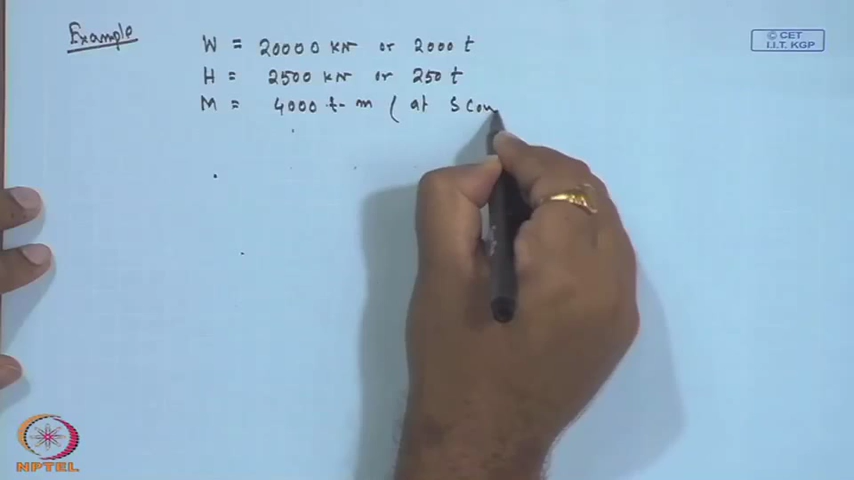 Example
W = 20000 kN or 2000 t
H = 2500 kN or 250 t
M = 4000 t-m ( at Scou
© CET
I.I.T. KGP
NPTEL